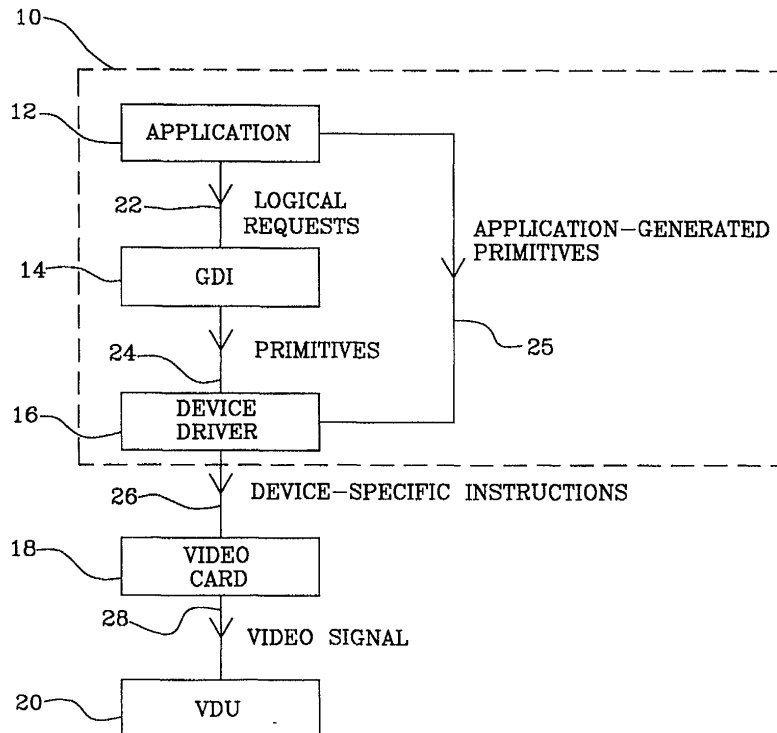 10
12
APPLICATION
22
LOGICAL
REQUESTS
APPLICATION-GENERATED
PRIMITIVES
14
GDI
24
PRIMITIVES
25
16
DEVICE
DRIVER
26
DEVICE-SPECIFIC INSTRUCTIONS
18
VIDEO
CARD
28
VIDEO SIGNAL
20
VDU